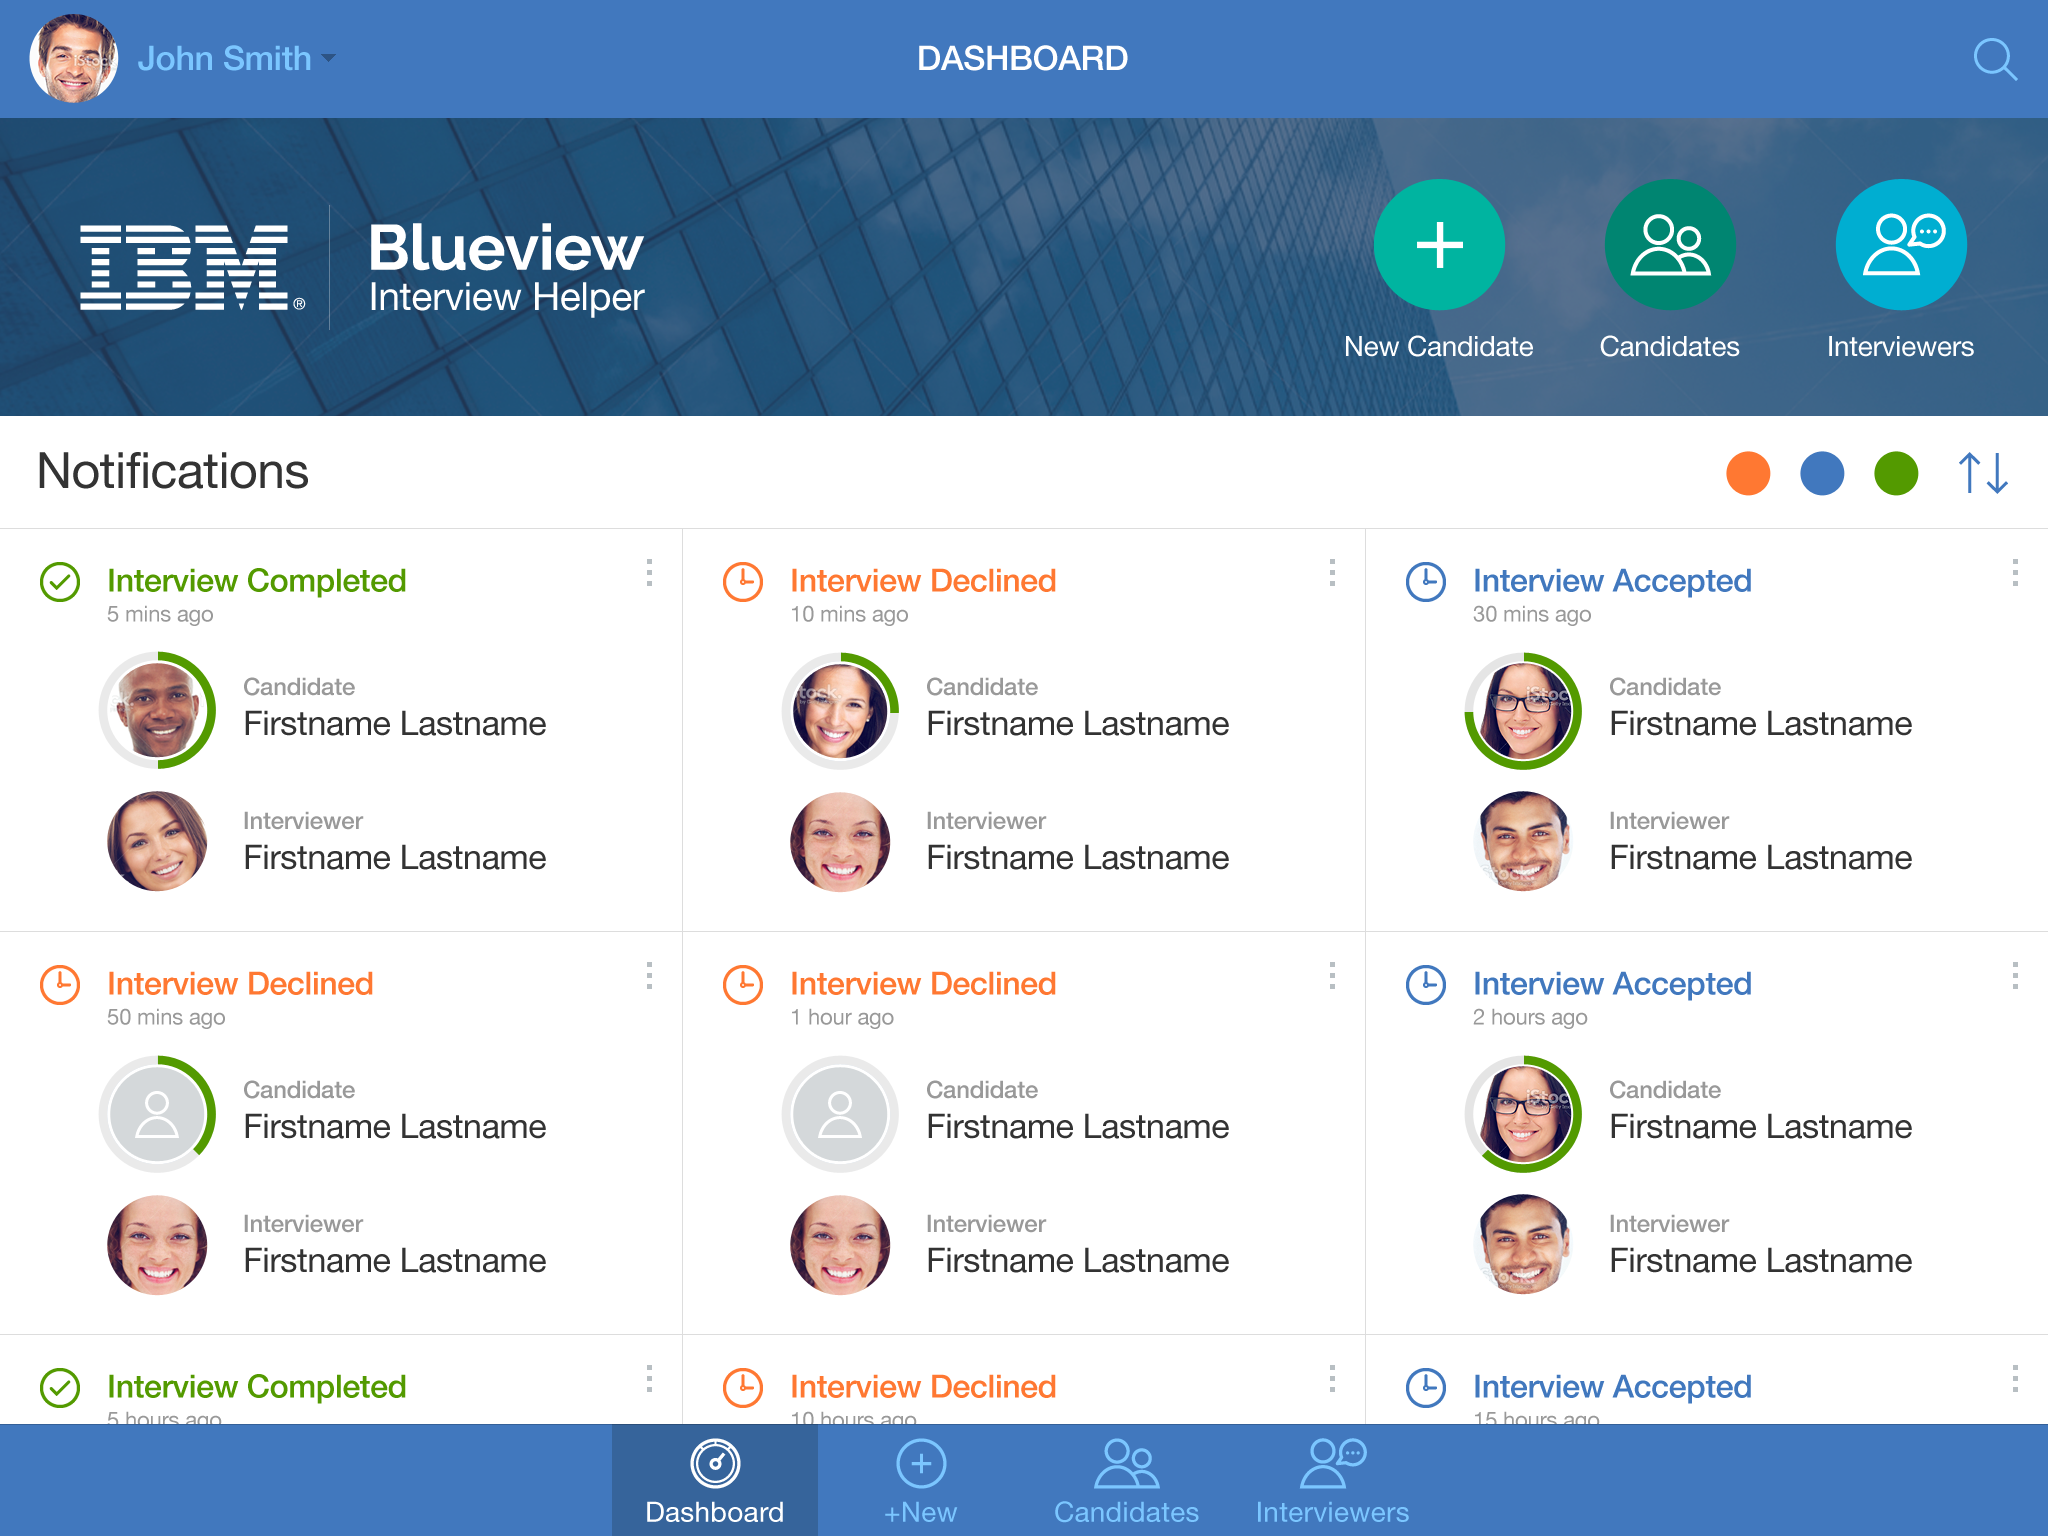 John Smith
DASHBOARD
IBM®
Blueview
Interview Helper
New Candidate
Candidates
Interviewers
Notifications
Interview Completed
5 mins ago
Candidate
Firstname Lastname
Interviewer
Firstname Lastname
Interview Declined
10 mins ago
Candidate
Firstname Lastname
Interviewer
Firstname Lastname
Interview Accepted
30 mins ago
Candidate
Firstname Lastname
Interviewer
Firstname Lastname
Interview Declined
50 mins ago
Candidate
Firstname Lastname
Interviewer
Firstname Lastname
Interview Declined
1 hour ago
Candidate
Firstname Lastname
Interviewer
Firstname Lastname
Interview Accepted
2 hours ago
Candidate
Firstname Lastname
Interviewer
Firstname Lastname
Interview Completed
5 hours ago
Interview Declined
10 hours ago
Interview Accepted
15 hours ago
Dashboard
+New
Candidates
Interviewers